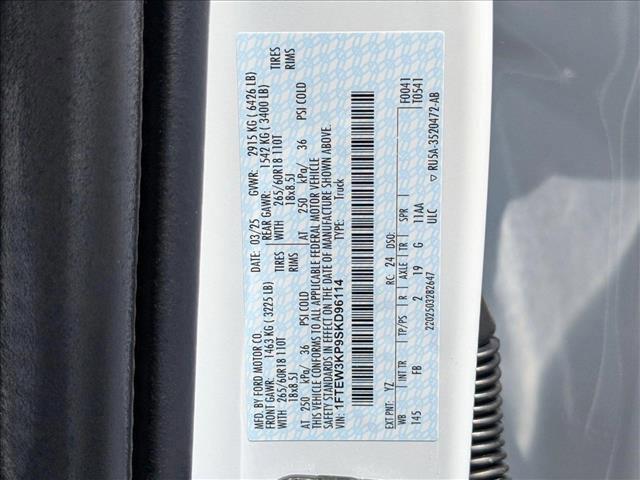 MFD. BY FORD MOTOR CO.
DATE: 03/25 GVWR: 2915 KG ( 6426 LB)
FRONT GAWR: 1463 KG ( 3225 LB) REAR GAWR: 1542 KG ( 3400 LB)
WITH 265/60R18 110T TIRES WITH 265/60R18 110T TIRES
18x8.5J RIMS 18x8.5J RIMS
AT 250 kPa/ 36 PSI COLD AT 250 kPa/ 36 PSI COLD
THIS VEHICLE CONFORMS TO ALL APPLICABLE FEDERAL MOTOR VEHICLE
SAFETY STANDARDS IN EFFECT ON THE DATE OF MANUFACTURE SHOWN ABOVE.
VIN: 1FTEW3KP9SKD96114 TYPE: Truck
F0041
T0541
EXT PNT: YZ RC: 24 DSO:
WB INT TR TP/PS R AXLE TR SPR
145 FB 2 19 G 11AA
ULC
2202503282647
▽ RU5A-3520472-AB